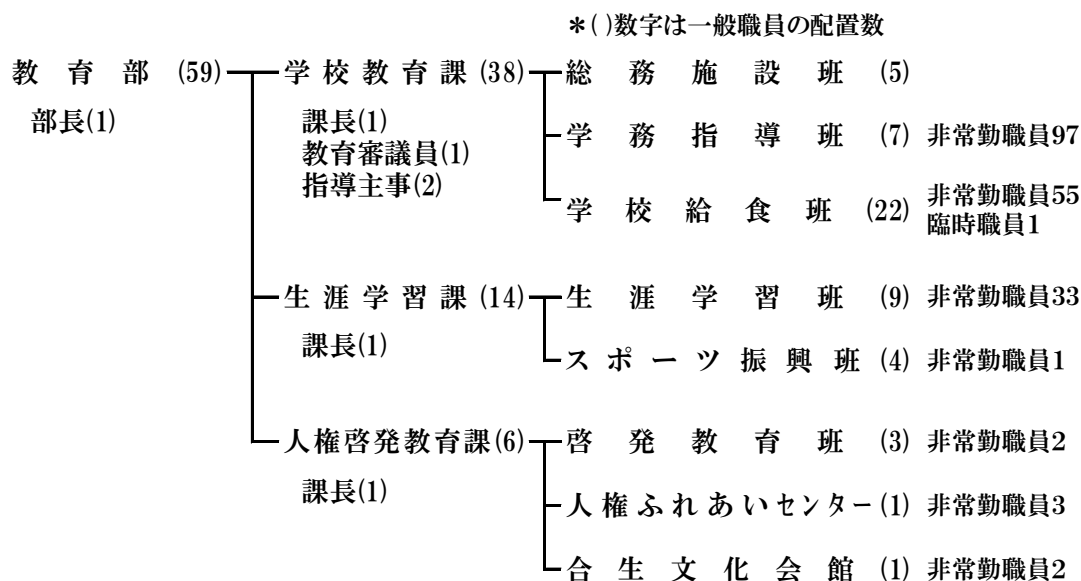 ＊( )数字は一般職員の配置数
教育部 (59) 学校教育課 (38) 総務施設班 (5)
部長(1) 課長(1) 学務指導班 (7) 非常勤職員97
教育審議員(1)
指導主事(2)
学校給食班 (22) 非常勤職員55
臨時職員1
生涯学習課 (14) 生涯学習班 (9) 非常勤職員33
課長(1) スポーツ振興班 (4) 非常勤職員1
人権啓発教育課(6) 啓発教育班 (3) 非常勤職員2
課長(1) 人権ふれあいセンター(1) 非常勤職員3
合生文化会館 (1) 非常勤職員2